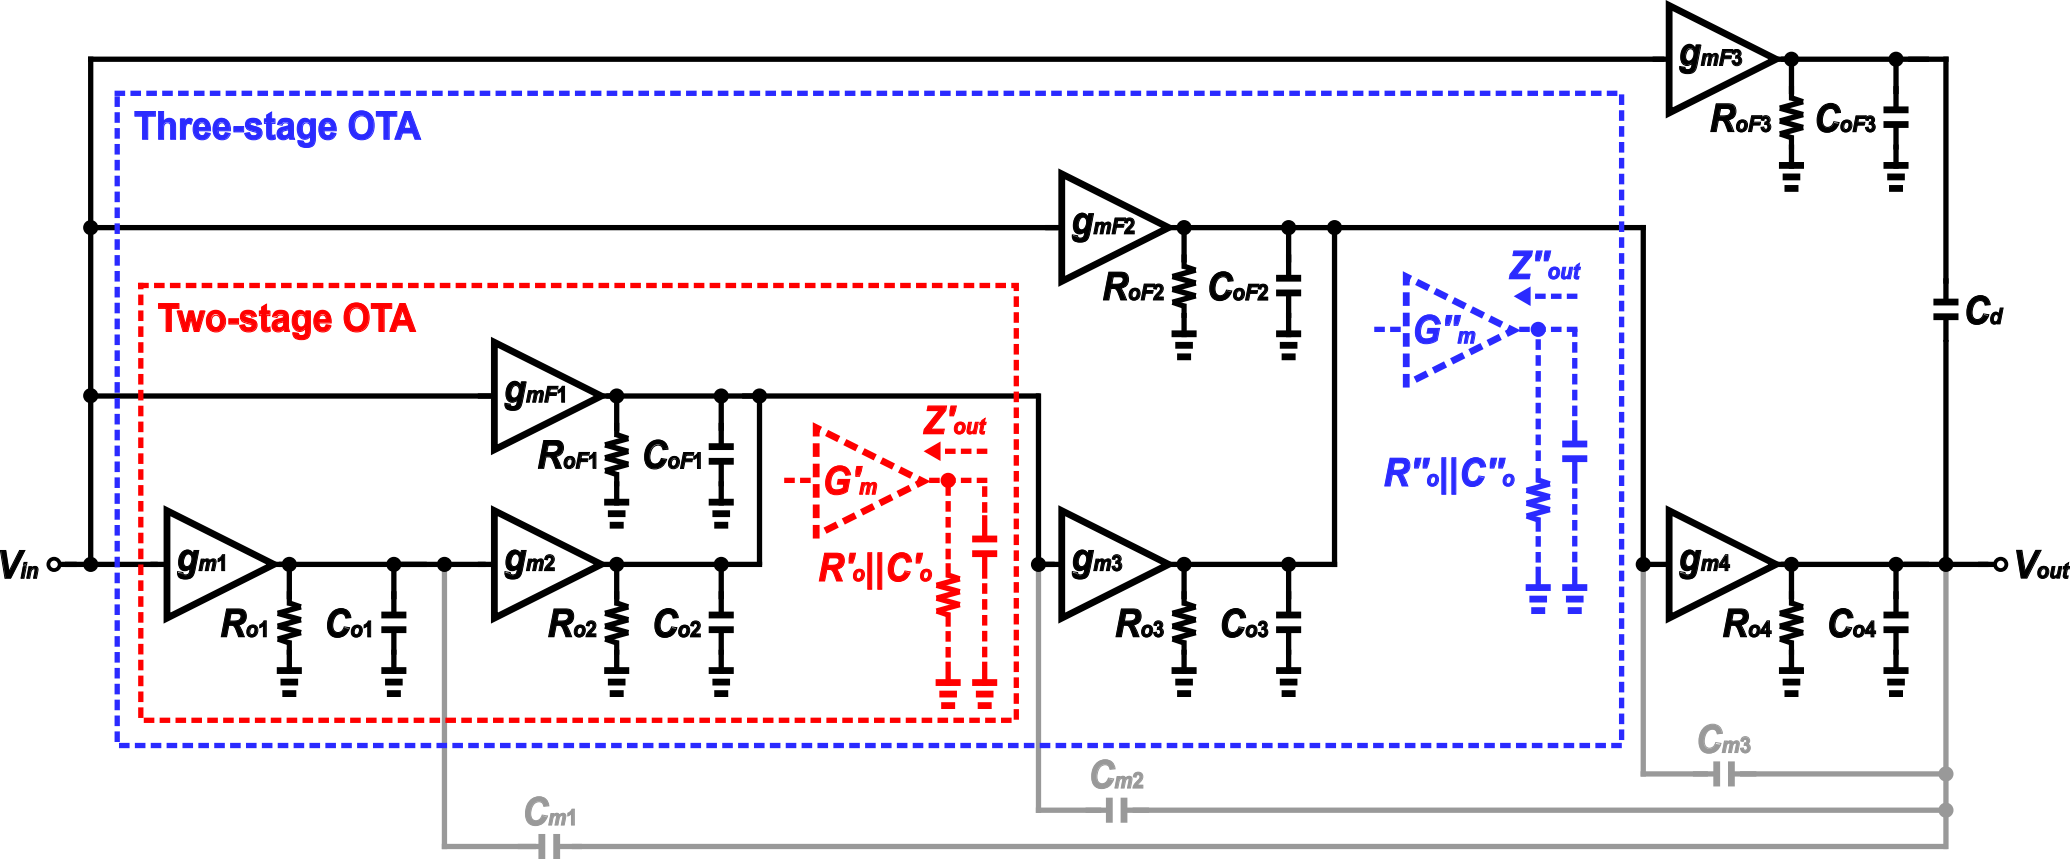 gmF3
RoF3
CoF3
Three-stage OTA
gmF2
RoF2
CoF2
Z"out
G"m
Cd
Two-stage OTA
gmF1
RoF1
CoF1
Z'out
G'm
R"o||C"o
Vin
gm1
gm2
gm3
gm4
Vout
R'o||C'o
Ro1
Co1
Ro2
Co2
Ro3
Co3
Ro4
Co4
Cm3
Cm2
Cm1